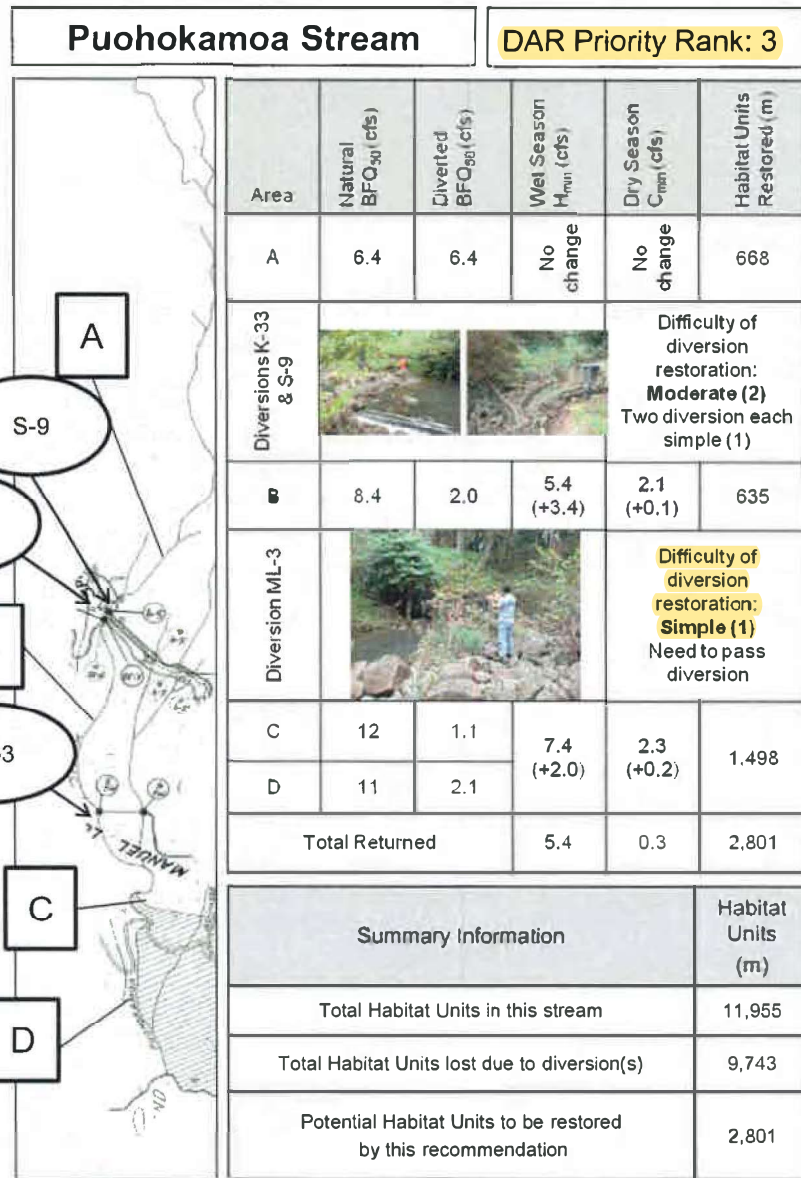 Puohokamoa Stream
DAR Priority Rank: 3
Area
Natural
BFQ50 (cfs)
Diverted
BFQ50 (cfs)
Wet Season
Hmin (cfs)
Dry Season
Cmin (cfs)
Habitat Units
Restored (m)
A
6.4
6.4
No
change
No
change
668
Diversions K-33
& S-9
Difficulty of
diversion
restoration:
Moderate (2)
Two diversion each
simple (1)
B
8.4
2.0
5.4
(+3.4)
2.1
(+0.1)
635
Diversion ML-3
Difficulty of
diversion
restoration:
Simple (1)
Need to pass
diversion
C
12
1.1
7.4
(+2.0)
2.3
(+0.2)
1,498
D
11
2.1
Total Returned
5.4
0.3
2,801
Summary Information
Habitat
Units
(m)
Total Habitat Units in this stream
11,955
Total Habitat Units lost due to diversion(s)
9,743
Potential Habitat Units to be restored
by this recommendation
2,801
A
S-9
-3
MANUEL
C
D